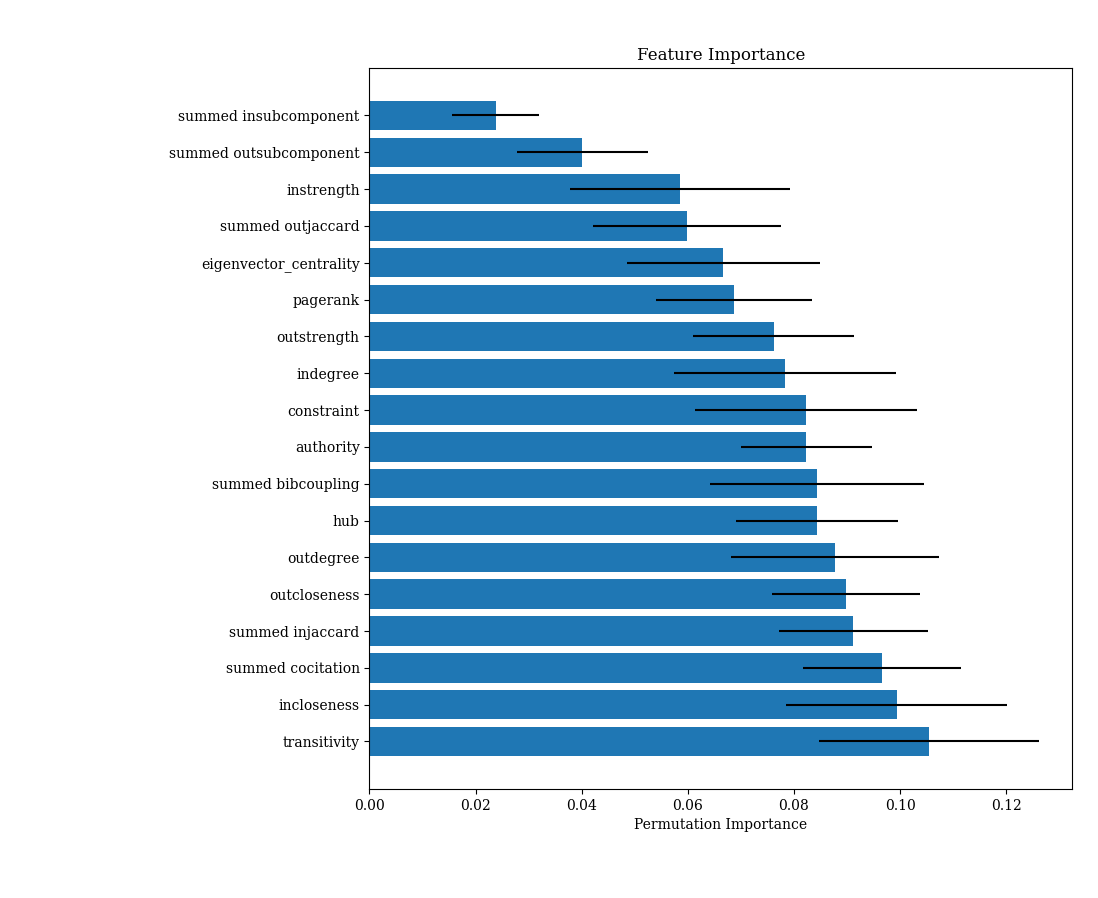 Feature Importance
summed insubcomponent
summed outsubcomponent
instrength
summed outjaccard
eigenvector_centrality
pagerank
outstrength
indegree
constraint
authority
summed bibcoupling
hub
outdegree
outcloseness
summed injaccard
summed cocitation
incloseness
transitivity
0.00 0.02 0.04 0.06 0.08 0.10 0.12
Permutation Importance